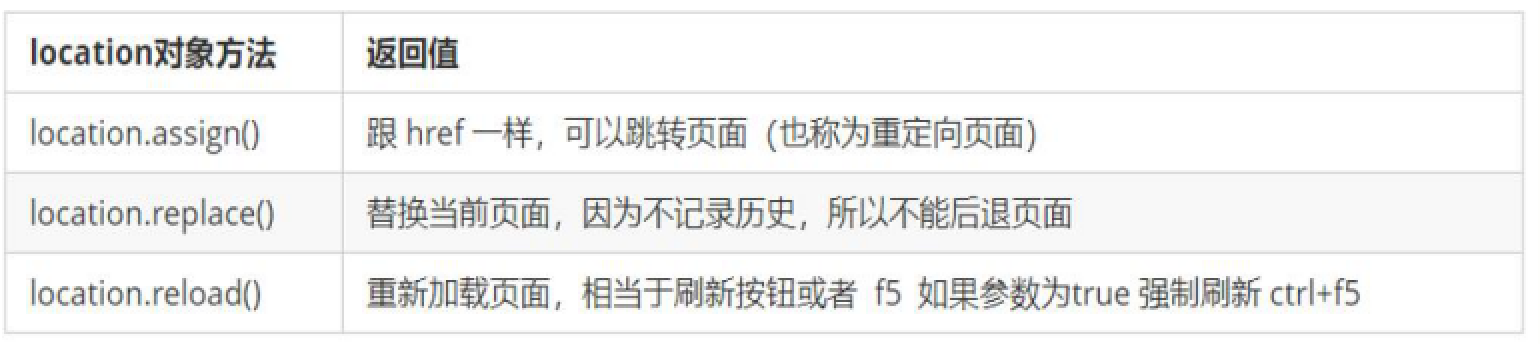 location对象方法 返回值
location.assign() 跟 href 一样，可以跳转页面（也称为重定向页面）
location.replace() 替换当前页面，因为不记录历史，所以不能后退页面
location.reload() 重新加载页面，相当于刷新按钮或者 f5 如果参数为true 强制刷新 ctrl+f5